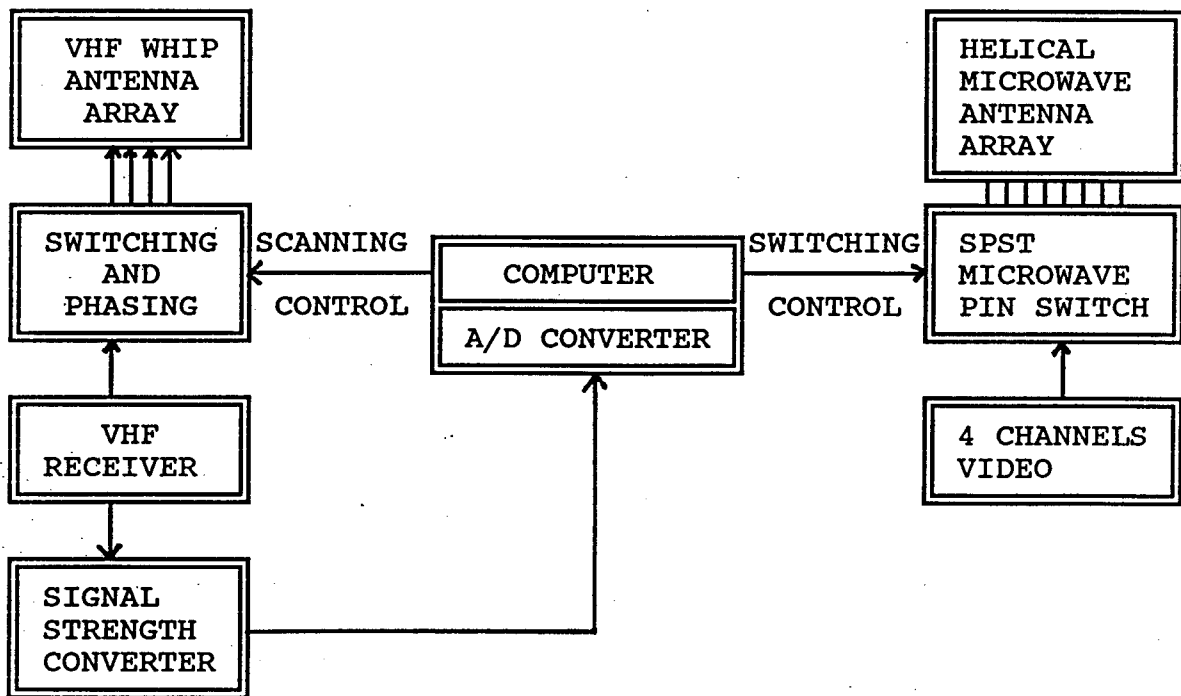 VHF WHIP
ANTENNA
ARRAY
HELICAL
MICROWAVE
ANTENNA
ARRAY
SWITCHING
AND
PHASING
SCANNING
CONTROL
COMPUTER
A/D CONVERTER
SWITCHING
CONTROL
SPST
MICROWAVE
PIN SWITCH
VHF
RECEIVER
4 CHANNELS
VIDEO
SIGNAL
STRENGTH
CONVERTER